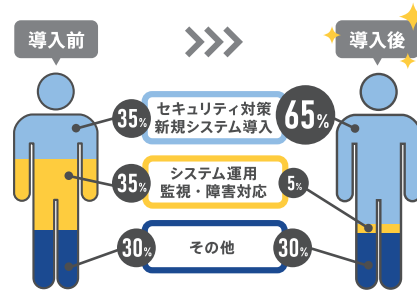 導入前
導入後
35%
セキュリティ対策
新規システム導入
65%
35%
システム運用
監視・障害対応
5%
30%
その他
30%